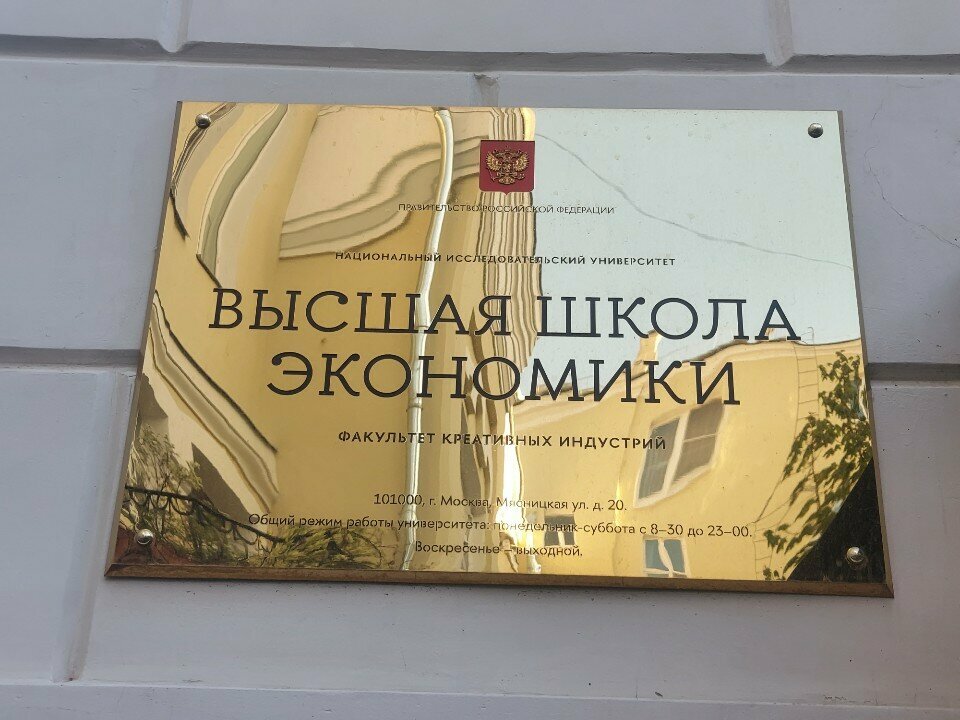 ПРАВИТЕЛЬСТВО РОССИЙСКОЙ ФЕДЕРАЦИИ
НАЦИОНАЛЬНЫЙ ИССЛЕДОВАТЕЛЬСКИЙ УНИВЕРСИТЕТ
ВЫСШАЯ ШКОЛА
ЭКОНОМИКИ
ФАКУЛЬТЕТ КРЕАТИВНЫХ ИНДУСТРИЙ
101000, г. Москва, Мясницкая ул. д. 20.
Общий режим работы университета: понедельник-суббота с 8–30 до 23–00.
Воскресенье – выходной.